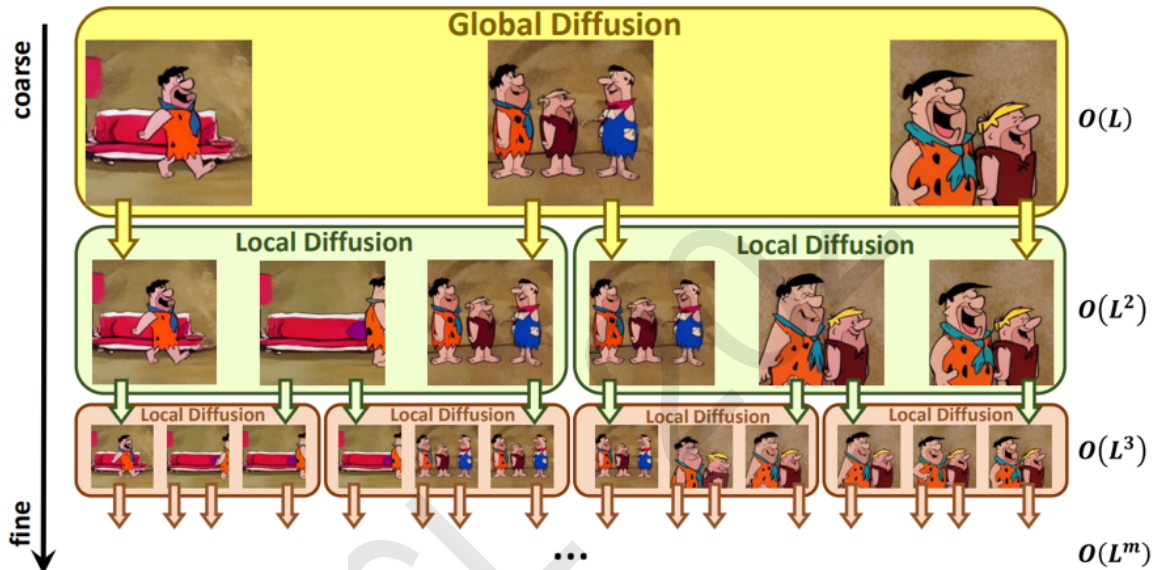 Global Diffusion
coarse
O(L)
Local Diffusion
Local Diffusion
O(L²)
Local Diffusion
Local Diffusion
Local Diffusion
Local Diffusion
O(L³)
fine
...
O(Lᵐ)